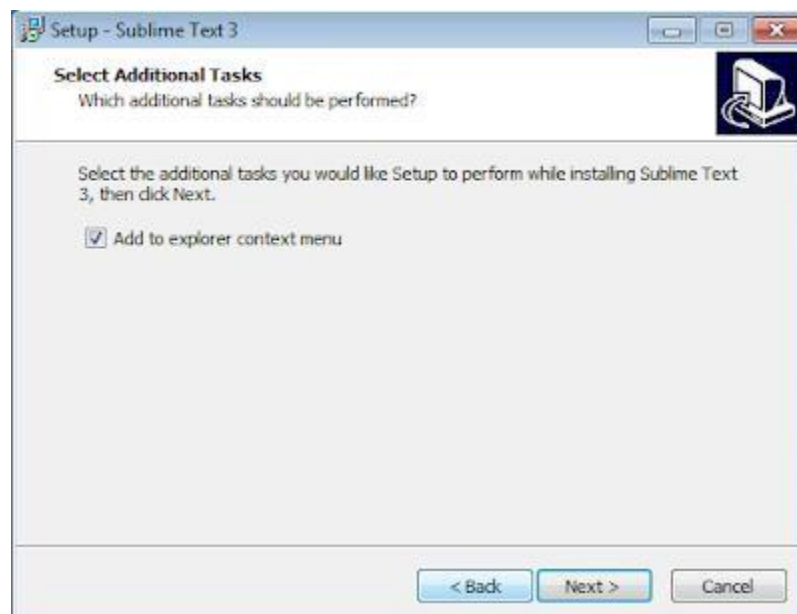 Setup - Sublime Text 3
Select Additional Tasks
Which additional tasks should be performed?
Select the additional tasks you would like Setup to perform while installing Sublime Text
3, then click Next.
Add to explorer context menu
< Back Next > Cancel